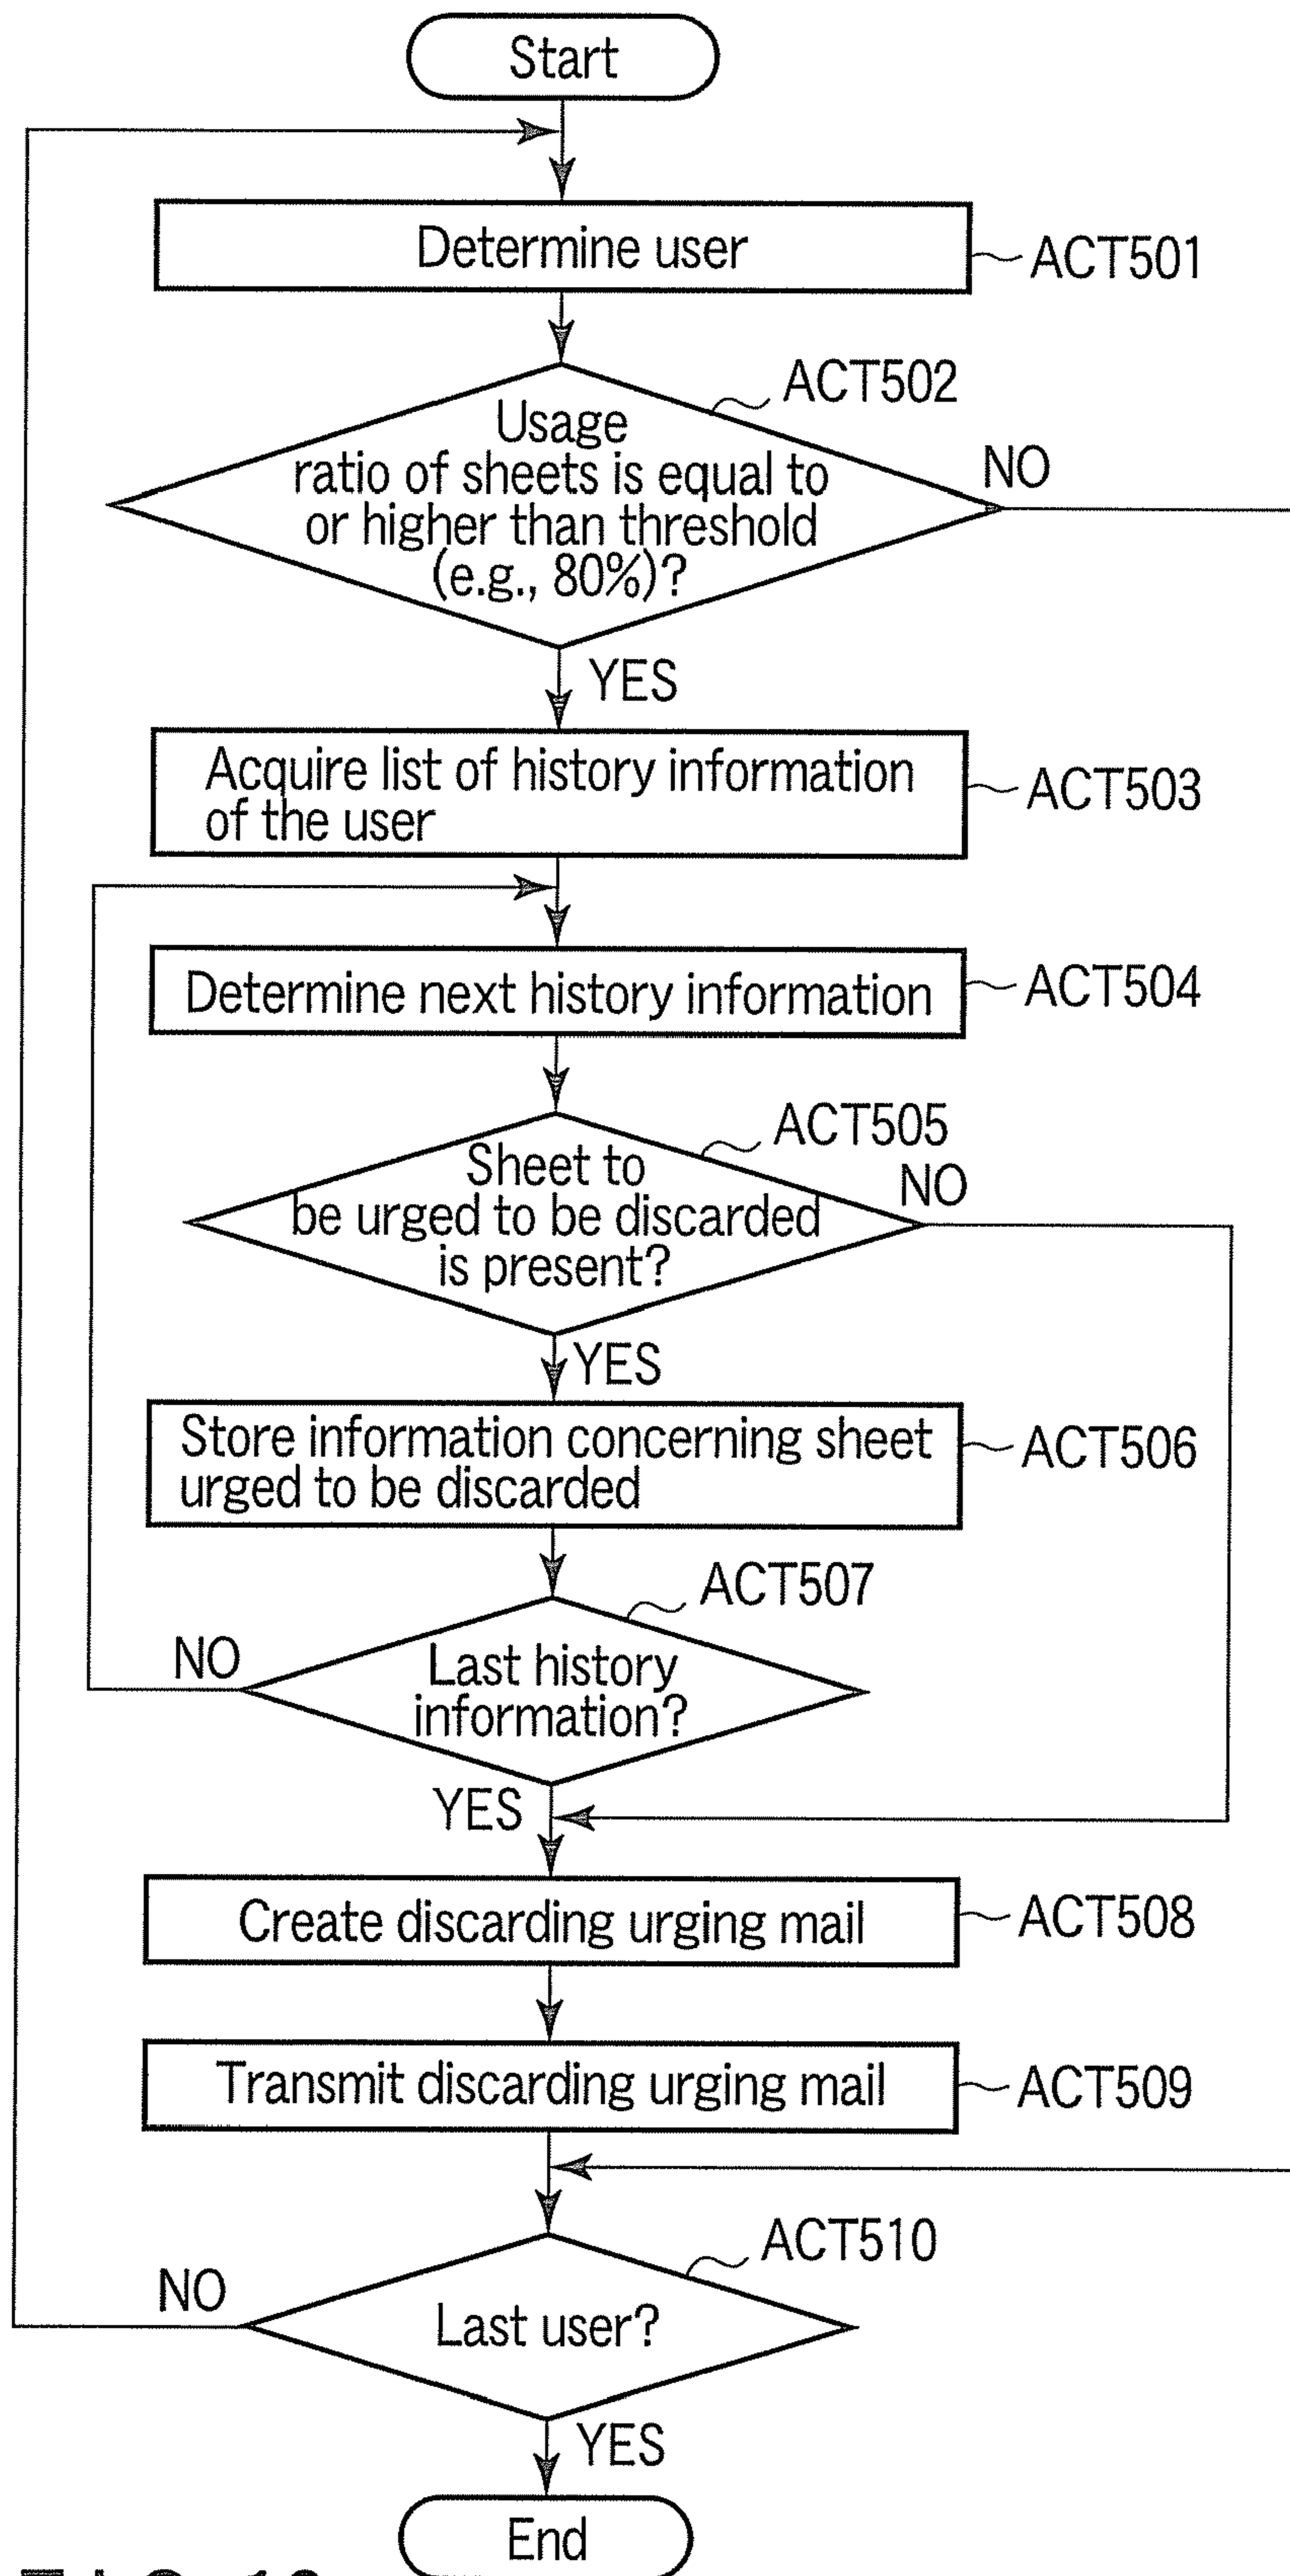 Start
Determine user
ACT501
ACT502
Usage
ratio of sheets is equal to
or higher than threshold
(e.g., 80%)?
NO
YES
Acquire list of history information
of the user
ACT503
Determine next history information
ACT504
ACT505
Sheet to
be urged to be discarded
is present?
NO
YES
Store information concerning sheet
urged to be discarded
ACT506
ACT507
Last history
information?
NO
YES
Create discarding urging mail
ACT508
Transmit discarding urging mail
ACT509
ACT510
Last user?
NO
YES
End